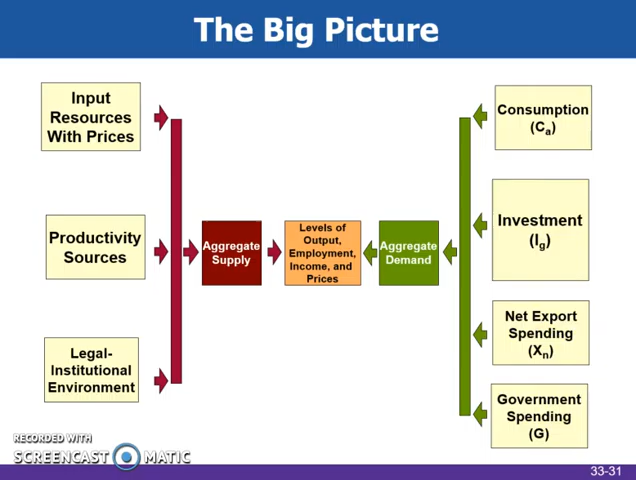 The Big Picture
Input
Resources
With Prices
Productivity
Sources
Legal-
Institutional
Environment
Aggregate
Supply
Levels of
Output,
Employment,
Income, and
Prices
Aggregate
Demand
Consumption
(Ca)
Investment
(Ig)
Net Export
Spending
(Xn)
Government
Spending
(G)
RECORDED WITH
SCREENCAST MATIC
33-31